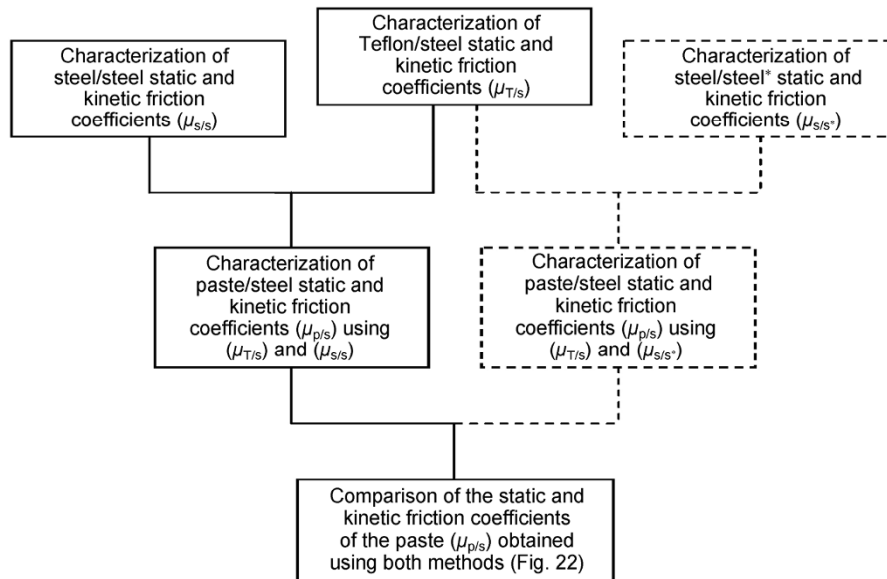 Characterization of
steel/steel static and
kinetic friction
coefficients (μs/s)
Characterization of
Teflon/steel static and
kinetic friction
coefficients (μT/s)
Characterization of
steel/steel* static and
kinetic friction
coefficients (μs/s*)
Characterization of
paste/steel static and
kinetic friction
coefficients (μp/s) using
(μT/s) and (μs/s)
Characterization of
paste/steel static and
kinetic friction
coefficients (μp/s) using
(μT/s) and (μs/s*)
Comparison of the static and
kinetic friction coefficients
of the paste (μp/s) obtained
using both methods (Fig. 22)